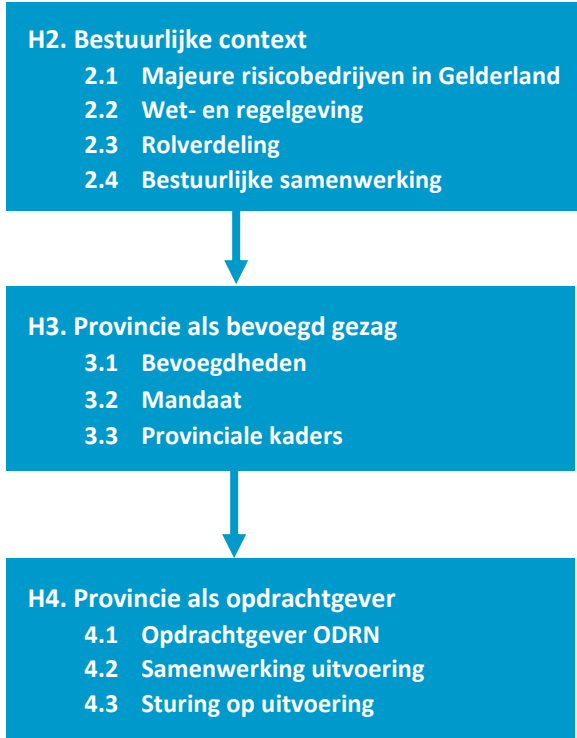 H2. Bestuurlijke context
2.1 Majeure risicobedrijven in Gelderland
2.2 Wet- en regelgeving
2.3 Rolverdeling
2.4 Bestuurlijke samenwerking
H3. Provincie als bevoegd gezag
3.1 Bevoegdheden
3.2 Mandaat
3.3 Provinciale kaders
H4. Provincie als opdrachtgever
4.1 Opdrachtgever ODRN
4.2 Samenwerking uitvoering
4.3 Sturing op uitvoering